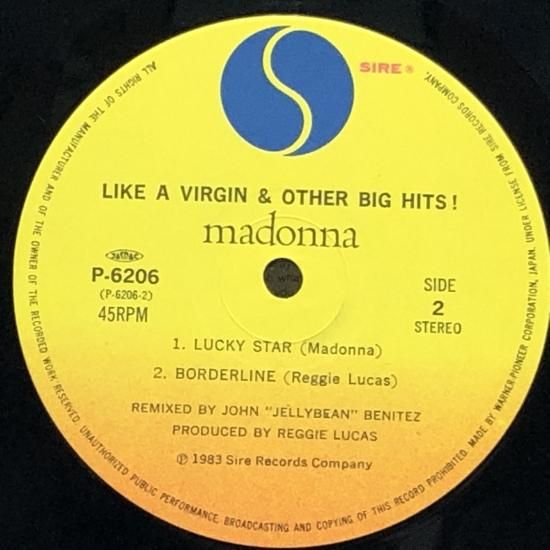 SIRE ®
LIKE A VIRGIN & OTHER BIG HITS!
madonna
P-6206
(P-6206-2)
45RPM
SIDE
2
STEREO
1. LUCKY STAR (Madonna)
2. BORDERLINE (Reggie Lucas)
REMIXED BY JOHN "JELLYBEAN" BENITEZ
PRODUCED BY REGGIE LUCAS
℗ 1983 Sire Records Company
ALL RIGHTS OF THE MANUFACTURER AND OF THE OWNER OF THE RECORDED WORK RESERVED. UNAUTHORIZED PUBLIC PERFORMANCE, BROADCASTING AND COPYING OF THIS RECORD PROHIBITED. MADE BY WARNER-PIONEER CORPORATION, JAPAN. UNDER LICENSE FROM SIRE RECORDS COMPANY.